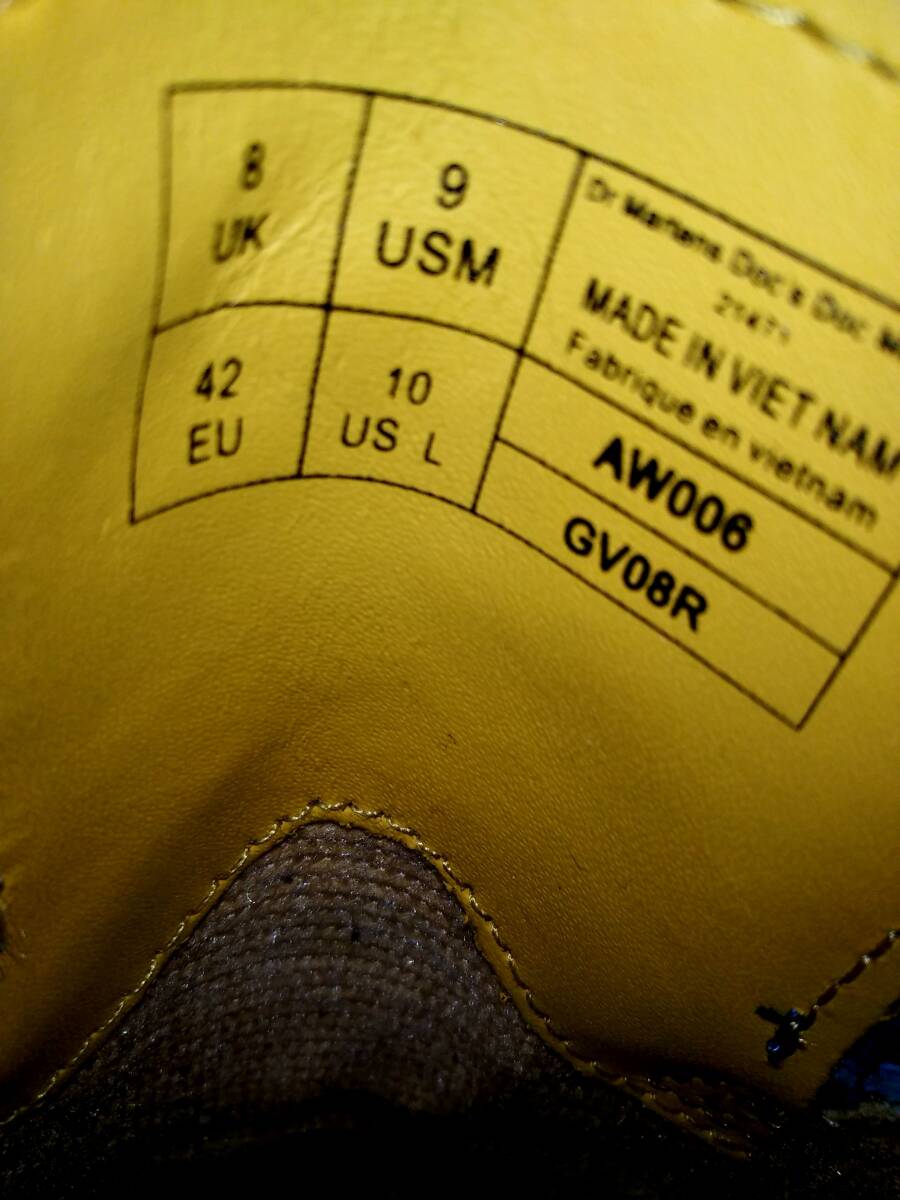 8
UK
9
USM
42
EU
10
US L
Dr Martens Doc's Doc
21471
MADE IN VIET NAM
Fabrique en vietnam
AW006
GV08R